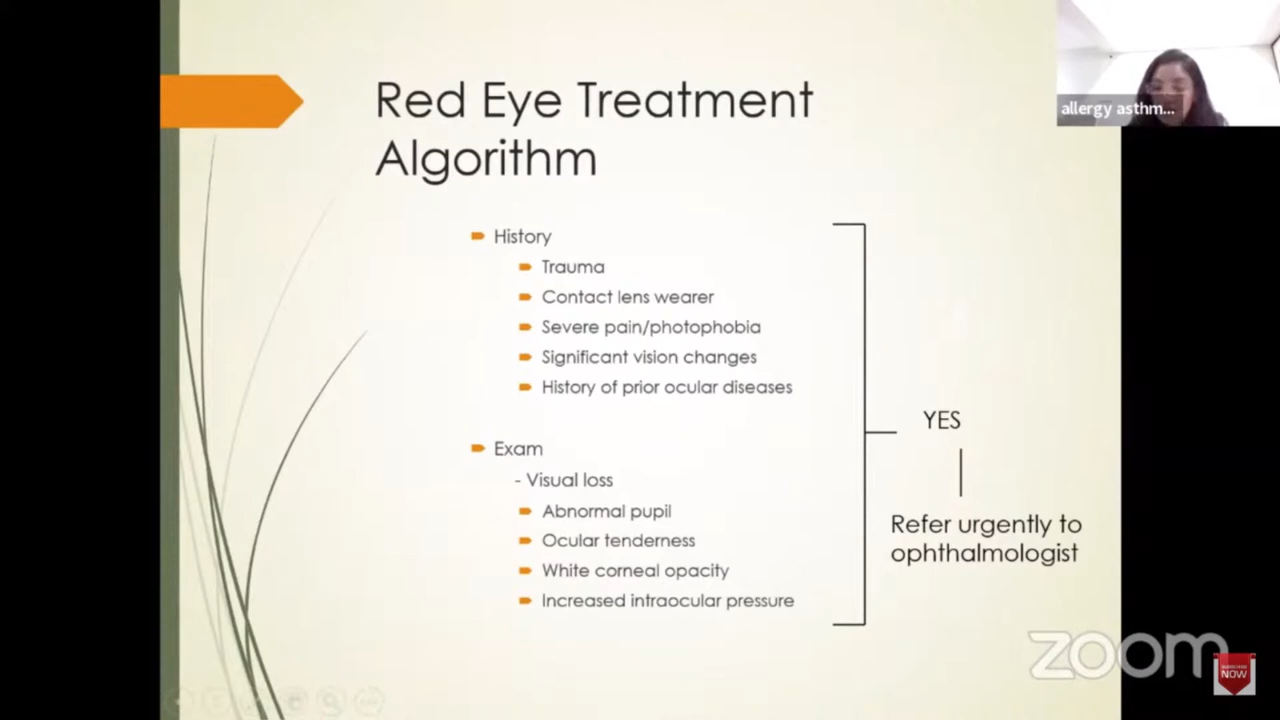 allergy asthm...
Red Eye Treatment
Algorithm
History
Trauma
Contact lens wearer
Severe pain/photophobia
Significant vision changes
History of prior ocular diseases
Exam
- Visual loss
Abnormal pupil
Ocular tenderness
White corneal opacity
Increased intraocular pressure
YES
Refer urgently to
ophthalmologist
zoom
SUBSCRIBE
NOW